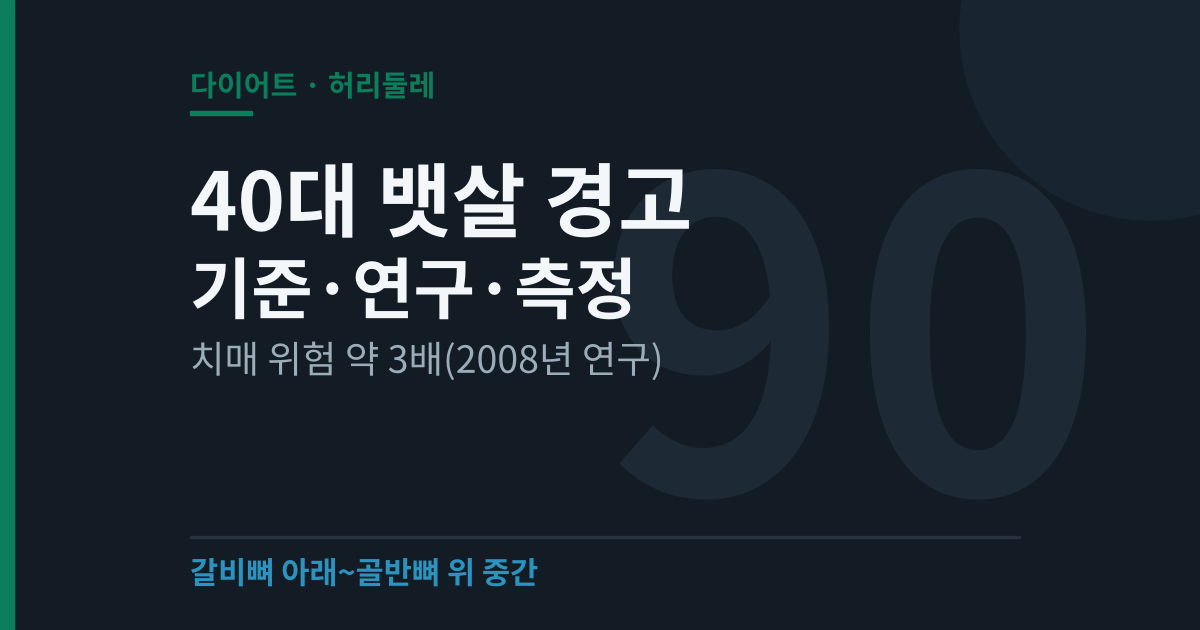 다이어트 · 허리둘레
40대 뱃살 경고
기준·연구·측정
치매 위험 약 3배(2008년 연구)
90
갈비뼈 아래~골반뼈 위 중간